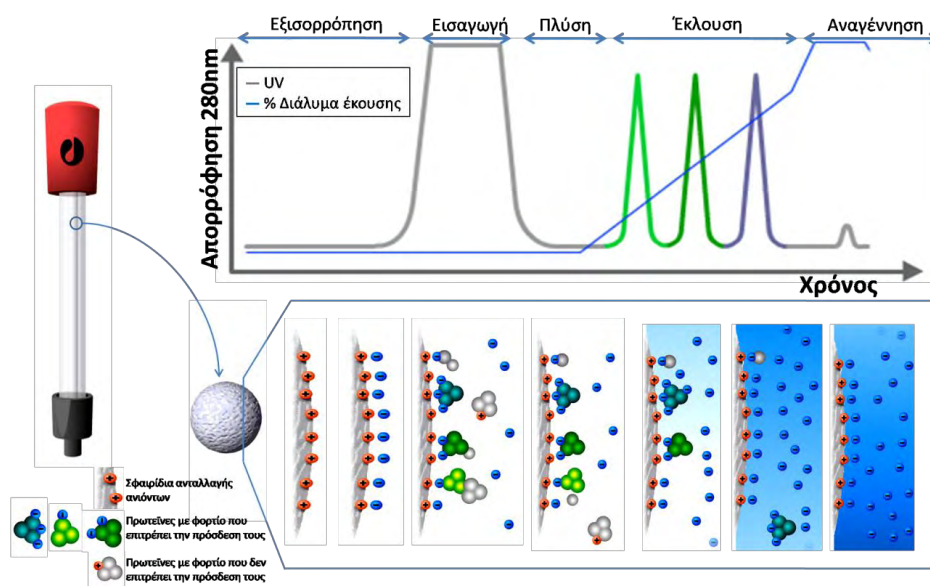 Εξισορρόπηση Εισαγωγή Πλύση Έκλουση Αναγέννηση
Απορρόφηση 280nm
UV
% Διάλυμα έκουσης
Χρόνος
Σφαιρίδια ανταλλαγής
ανιόντων
Πρωτεΐνες με φορτίο που
επιτρέπει την πρόσδεση τους
Πρωτεΐνες με φορτίο που δεν
επιτρέπει την πρόσδεση τους